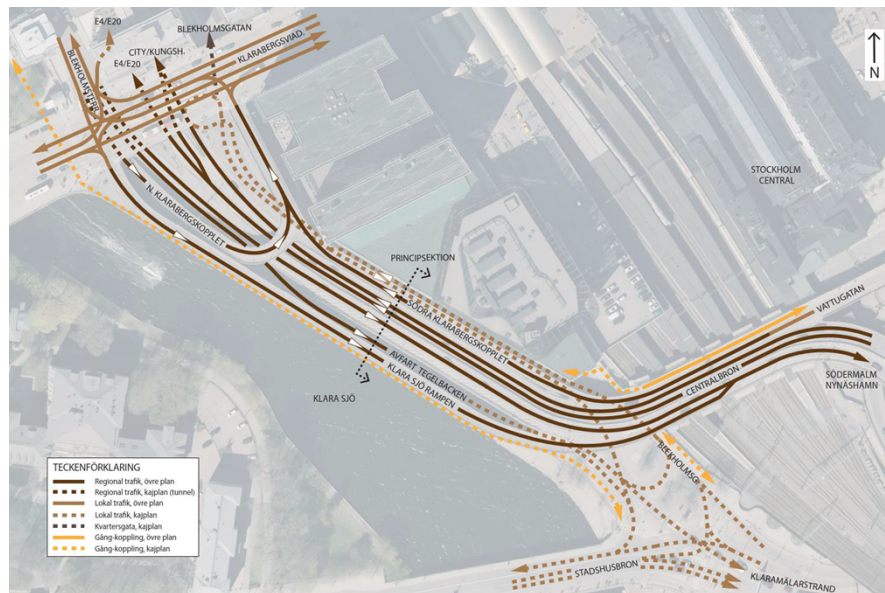 E4/E20
BLEKHOLMSGATAN
CITY/KUNGSH.
E4/E20
KLARABERGSVIAD.
BLEKHOLMSTERR.
N
STOCKHOLM
CENTRAL
N. KLARABERGSKOPPLET
PRINCIPSEKTION
SÖDRA KLARABERGSKOPPLET
VATTUGATAN
AVFART TEGELBACKEN
CENTRALBRON
KLARA SJÖ RAMPEN
SÖDERMALM
NYNÄSHAMN
KLARA SJÖ
BLEKHOLMSG.
TECKENFÖRKLARING
Regional trafik, övre plan
Regional trafik, kajplan (tunnel)
Lokal trafik, övre plan
Lokal trafik, kajplan
Kvartersgata, kajplan
Gång-koppling, övre plan
Gång-koppling, kajplan
STADSHUSBRON
KLARAMÄLARSTRAND